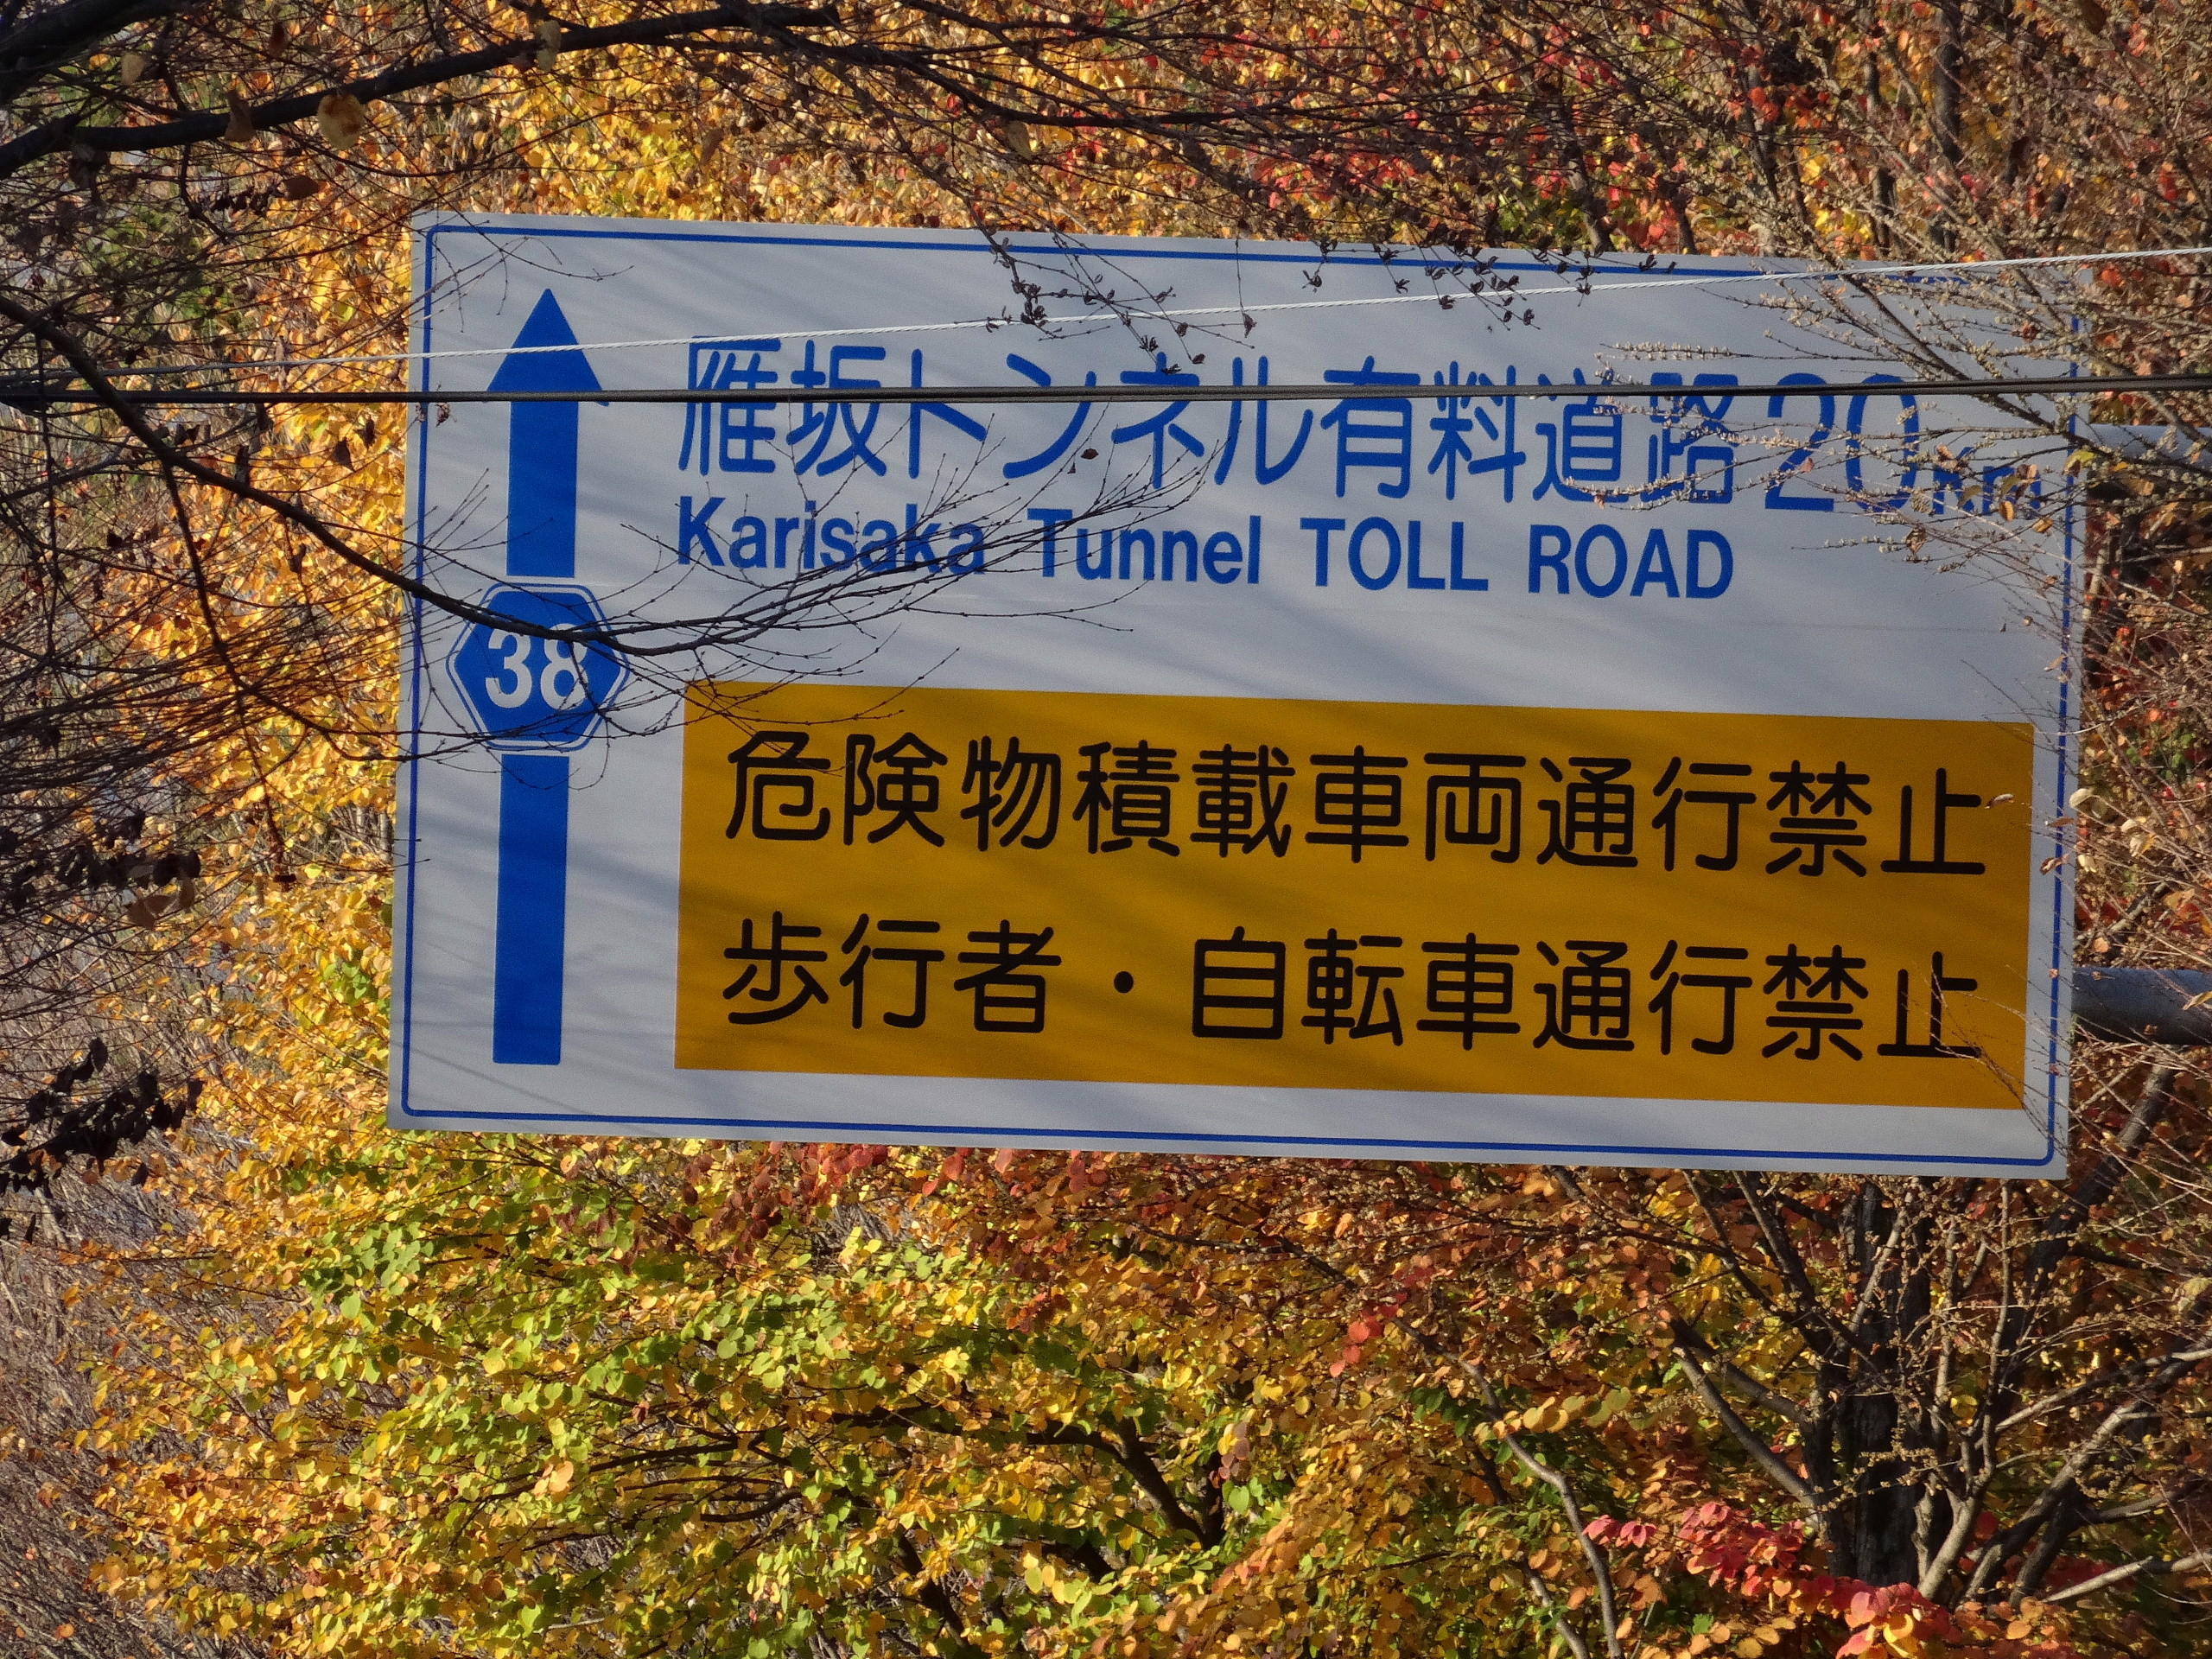 雁坂トンネル有料道路20Km
Karisaka Tunnel TOLL ROAD
38
危険物積載車両通行禁止
歩行者・自転車通行禁止